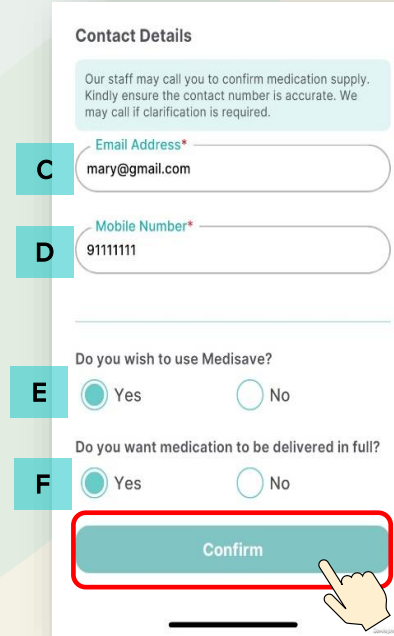 Contact Details
Our staff may call you to confirm medication supply.
Kindly ensure the contact number is accurate. We
may call if clarification is required.
Email Address*
C
mary@gmail.com
Mobile Number*
D
91111111
Do you wish to use Medisave?
E
Yes
No
Do you want medication to be delivered in full?
F
Yes
No
Confirm